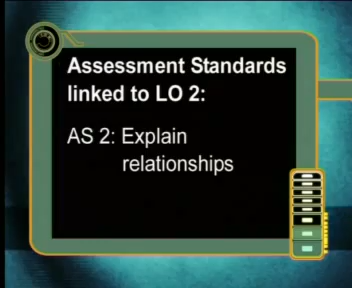 Assessment Standards
linked to LO 2:
AS 2: Explain
relationships